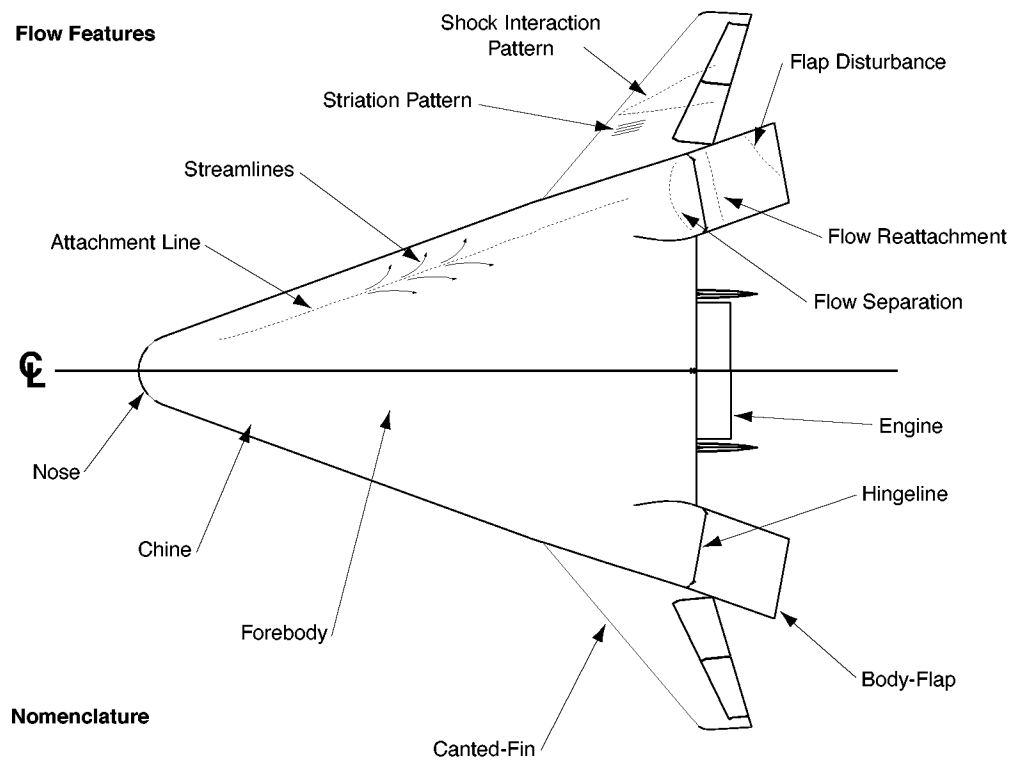 Flow Features
Shock Interaction
Pattern
Flap Disturbance
Striation Pattern
Streamlines
Attachment Line
Flow Reattachment
Flow Separation
℄
Engine
Nose
Hingeline
Chine
Forebody
Body-Flap
Nomenclature
Canted-Fin